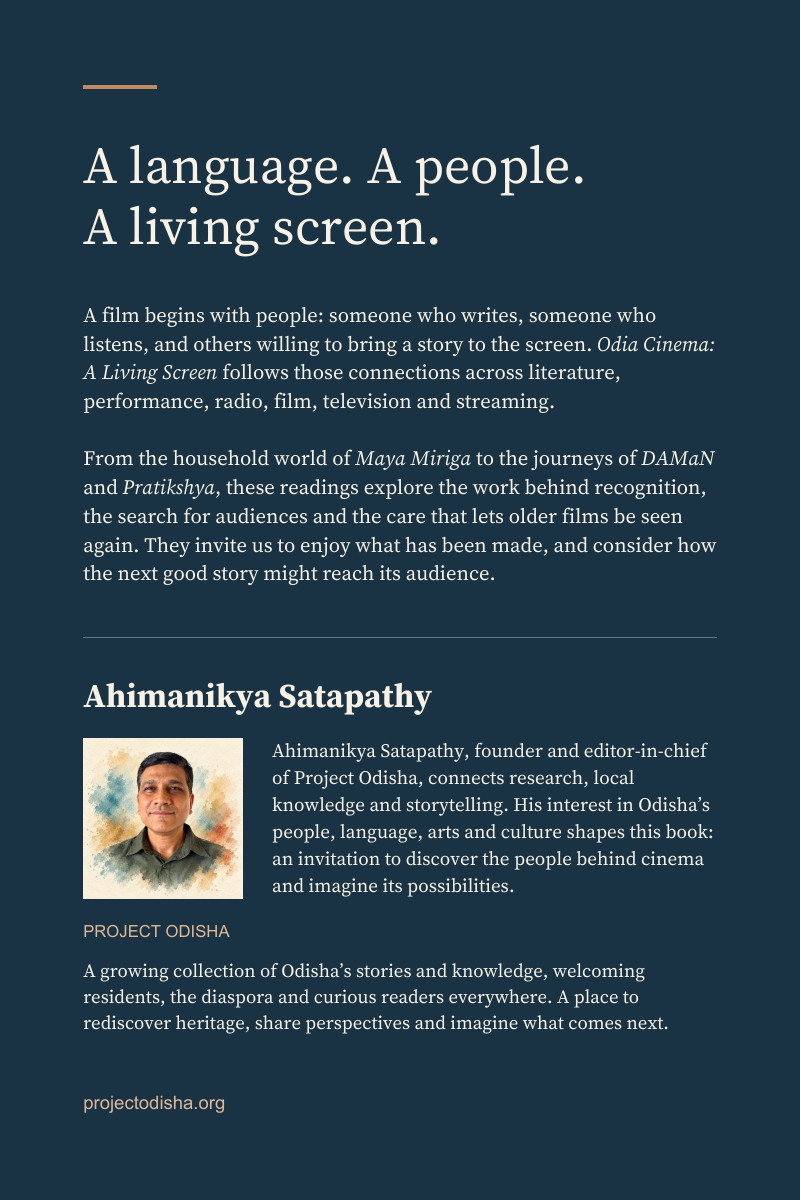 A language. A people.
A living screen.
A film begins with people: someone who writes, someone who
listens, and others willing to bring a story to the screen. Odia Cinema:
A Living Screen follows those connections across literature,
performance, radio, film, television and streaming.
From the household world of Maya Miriga to the journeys of DAMaN
and Pratikshya, these readings explore the work behind recognition,
the search for audiences and the care that lets older films be seen
again. They invite us to enjoy what has been made, and consider how
the next good story might reach its audience.
Ahimanikya Satapathy
Ahimanikya Satapathy, founder and editor-in-chief
of Project Odisha, connects research, local
knowledge and storytelling. His interest in Odisha’s
people, language, arts and culture shapes this book:
an invitation to discover the people behind cinema
and imagine its possibilities.
PROJECT ODISHA
A growing collection of Odisha’s stories and knowledge, welcoming
residents, the diaspora and curious readers everywhere. A place to
rediscover heritage, share perspectives and imagine what comes next.
projectodisha.org